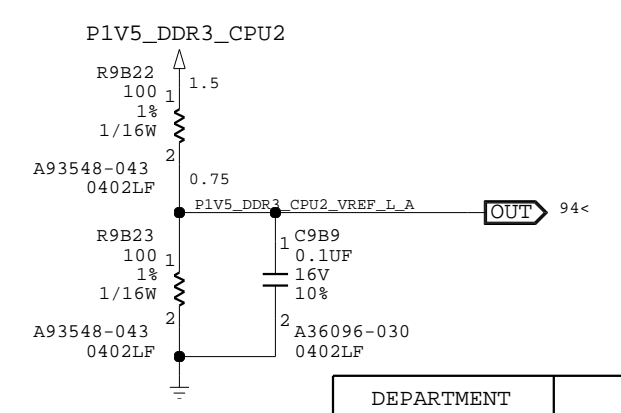 P1V5_DDR3_CPU2
R9B22
100
1%
1/16W
1
1.5
2
A93548-043
0402LF
0.75
P1V5_DDR3_CPU2_VREF_L_A
OUT
94<
R9B23
100
1%
1/16W
1
2
A93548-043
0402LF
1
C9B9
0.1UF
16V
10%
2
A36096-030
0402LF
DEPARTMENT